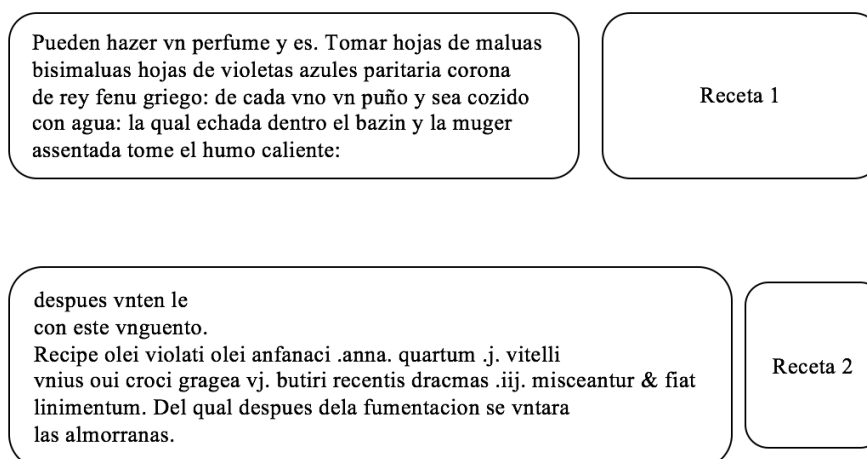 Pueden hazer vn perfume y es. Tomar hojas de maluas
bisimaluas hojas de violetas azules paritaria corona
de rey fenu griego: de cada vno vn puño y sea cozido
con agua: la qual echada dentro el bazin y la muger
assentada tome el humo caliente:
Receta 1
despues vnten le
con este vnguento.
Recipe olei violati olei anfanaci .anna. quartum .j. vitelli
vnius oui croci gragea vj. butiri recentis dracmas .iij. misceantur & fiat
linimentum. Del qual despues dela fumentacion se vntara
las almorranas.
Receta 2